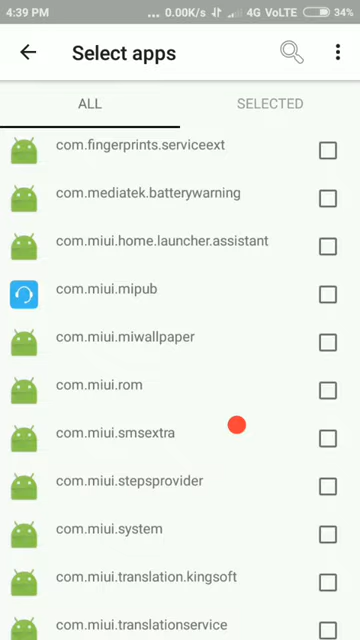 4:39 PM ... 0.00K/s 4G VoLTE 34%
Select apps
ALL SELECTED
com.fingerprints.serviceext
com.mediatek.batterywarning
com.miui.home.launcher.assistant
com.miui.mipub
com.miui.miwallpaper
com.miui.rom
com.miui.smsextra
com.miui.stepsprovider
com.miui.system
com.miui.translation.kingsoft
com.miui.translationservice